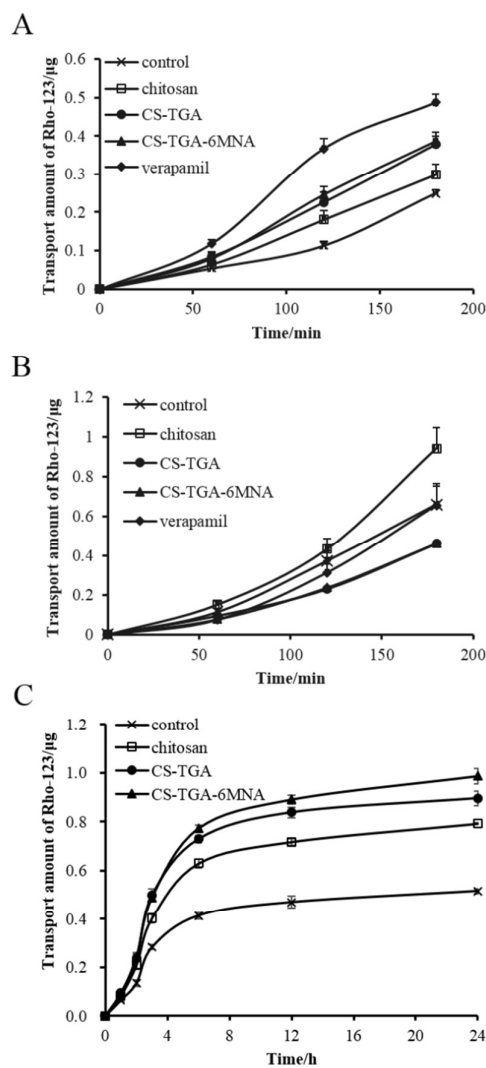 A
Transport amount of Rho-123/μg
0.6
0.5
0.4
0.3
0.2
0.1
0
control
chitosan
CS-TGA
CS-TGA-6MNA
verapamil
0 50 100 150 200
Time/min
B
Transport amount of Rho-123/μg
1.2
1
0.8
0.6
0.4
0.2
0
control
chitosan
CS-TGA
CS-TGA-6MNA
verapamil
0 50 100 150 200
Time/min
C
Transport amount of Rho-123/μg
1.2
1.0
0.8
0.6
0.4
0.2
0.0
control
chitosan
CS-TGA
CS-TGA-6MNA
0 4 8 12 16 20 24
Time/h